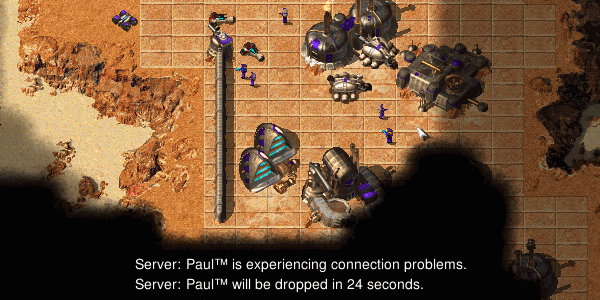 Server: Paul™ is experiencing connection problems.
Server: Paul™ will be dropped in 24 seconds.